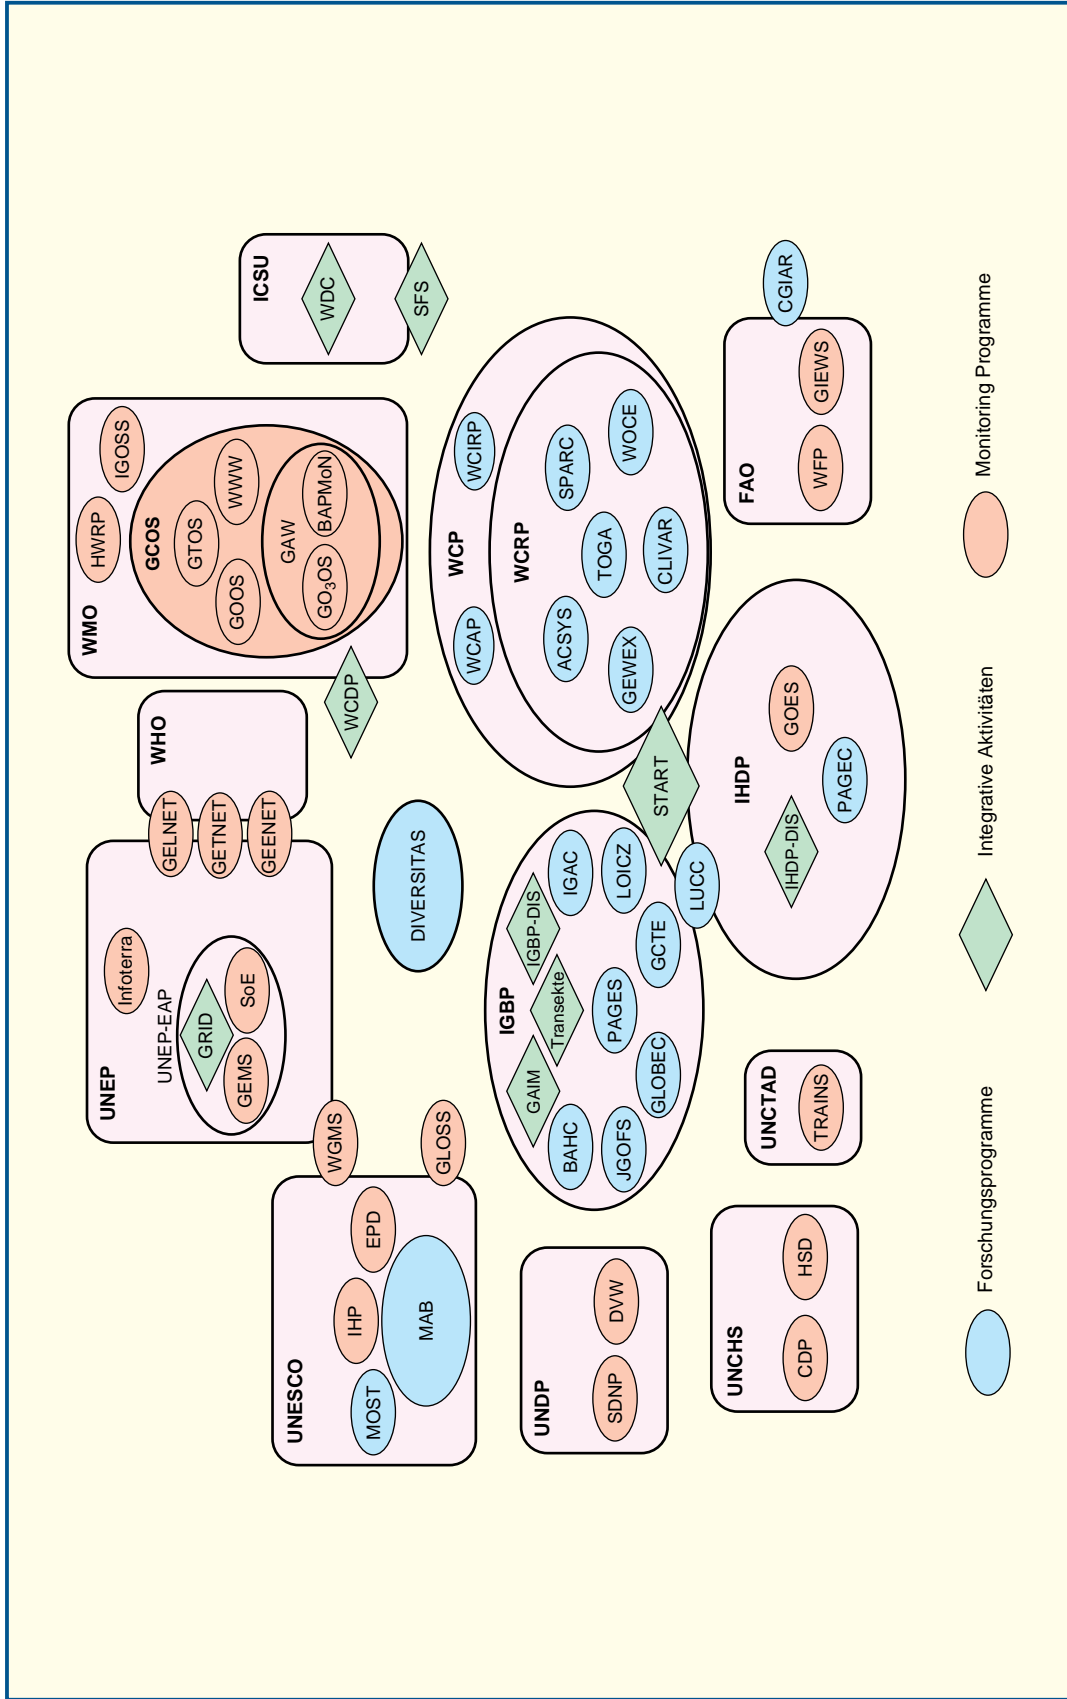 UNESCO
MOST
IHP
EPD
MAB
WGMS
GLOSS
UNEP
Infoterra
UNEP-EAP
GRID
GEMS
SoE
GELNET
GETNET
GEENET
WHO
WMO
HWRP
IGOSS
GCOS
GTOS
GOOS
WWW
GAW
GO3OS
BAPMoN
WCDP
ICSU
WDC
SFS
DIVERSITAS
UNDP
SDNP
DVW
IGBP
GAIM
Transekte
IGBP-DIS
BAHC
IGAC
JGOFS
PAGES
LOICZ
GLOBEC
GCTE
LUCC
START
WCP
WCAP
WCIRP
WCRP
ACSYS
SPARC
TOGA
GEWEX
WOCE
CLIVAR
UNCHS
CDP
HSD
UNCTAD
TRAINS
IHDP
IHDP-DIS
GOES
PAGEC
FAO
WFP
GIEWS
CGIAR
Forschungsprogramme
Integrative Aktivitäten
Monitoring Programme